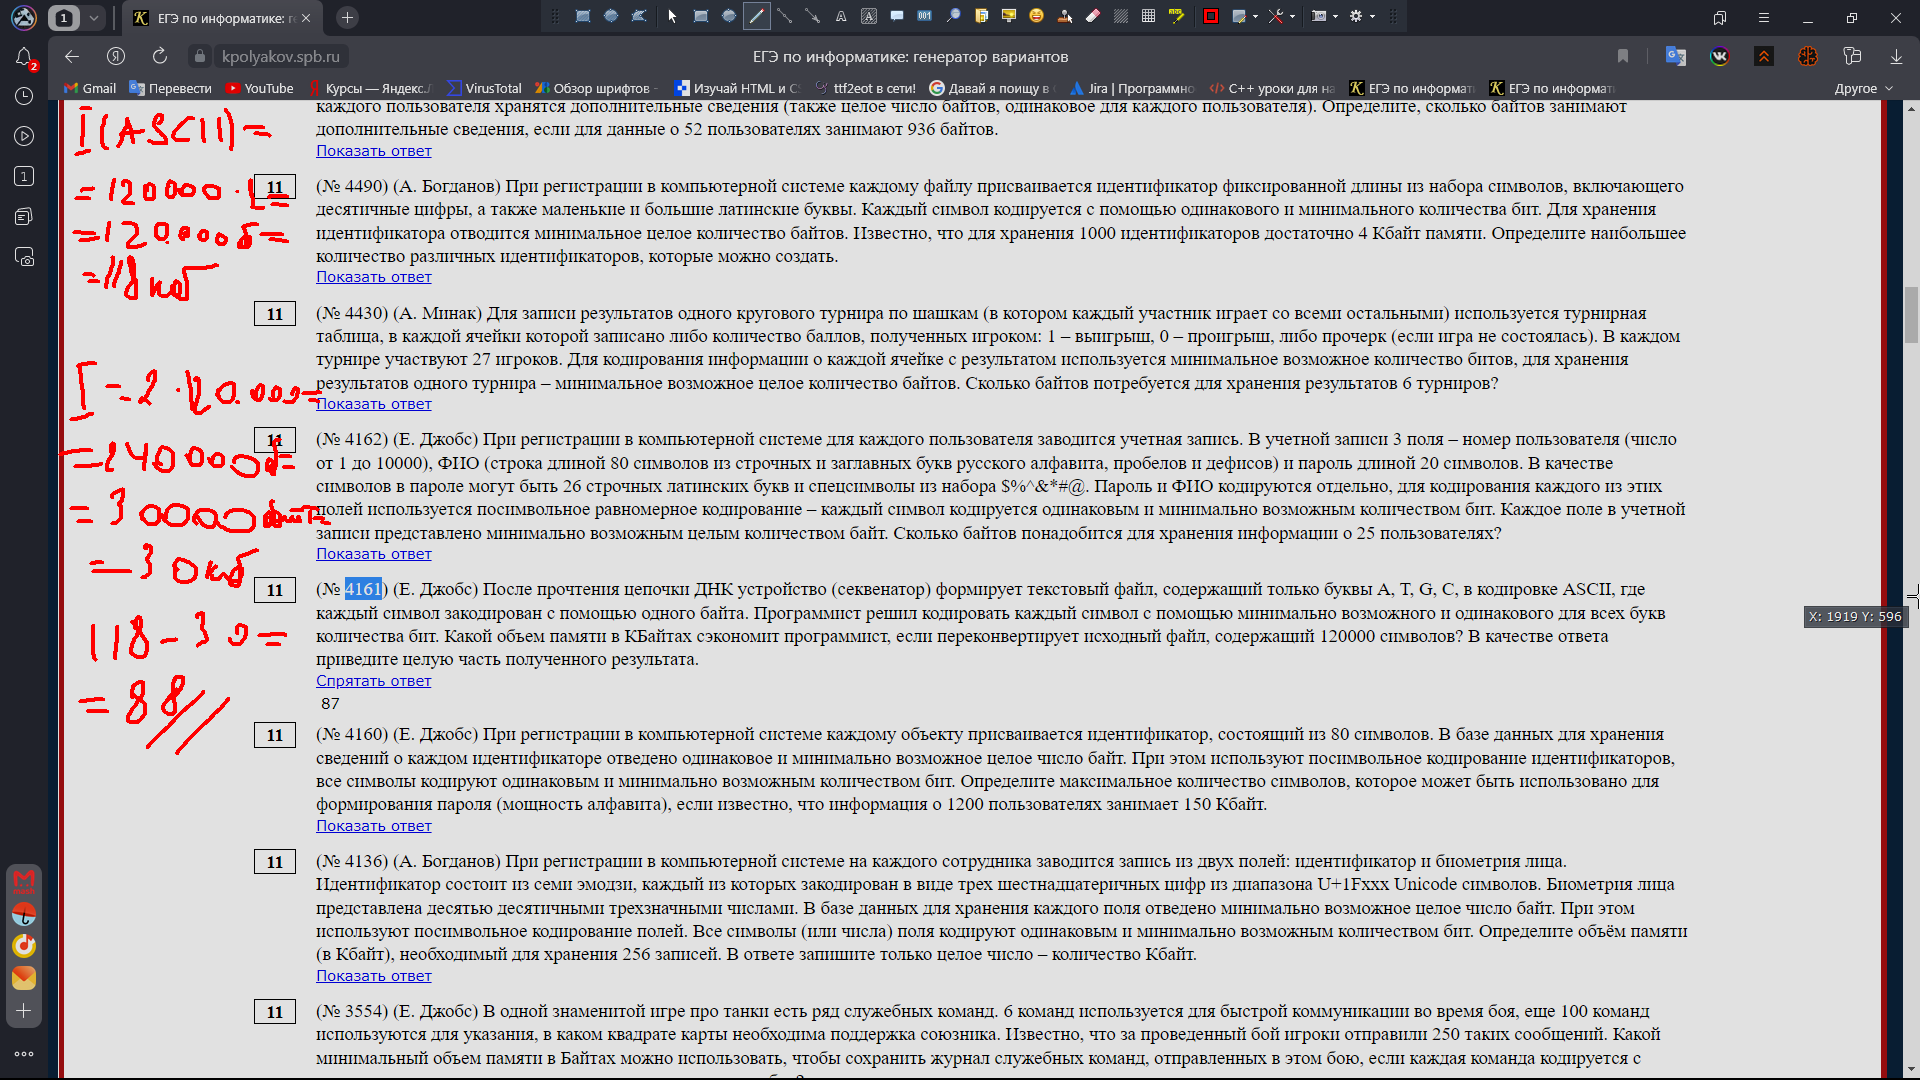 1
ЕГЭ по информатике: ге
kpolyakov.spb.ru
ЕГЭ по информатике: генератор вариантов
Gmail
Перевести
YouTube
Курсы — Яндекс.
VirusTotal
Обзор шрифтов
Изучай HTML и C
ttf2eot в сети!
Давай я поищу в
Jira | Программно
C++ уроки для на
ЕГЭ по информат
ЕГЭ по информат
Другое
каждого пользователя хранятся дополнительные сведения (также целое число байтов, одинаковое для каждого пользователя). Определите, сколько байтов занимают
дополнительные сведения, если для данные о 52 пользователях занимают 936 байтов.
Показать ответ
11
(№ 4490) (А. Богданов) При регистрации в компьютерной системе каждому файлу присваивается идентификатор фиксированной длины из набора символов, включающего
десятичные цифры, а также маленькие и большие латинские буквы. Каждый символ кодируется с помощью одинакового и минимального количества бит. Для хранения
идентификатора отводится минимальное целое количество байтов. Известно, что для хранения 1000 идентификаторов достаточно 4 Кбайт памяти. Определите наибольшее
количество различных идентификаторов, которые можно создать.
Показать ответ
11
(№ 4430) (А. Минак) Для записи результатов одного кругового турнира по шашкам (в котором каждый участник играет со всеми остальными) используется турнирная
таблица, в каждой ячейки которой записано либо количество баллов, полученных игроком: 1 – выигрыш, 0 – проигрыш, либо прочерк (если игра не состоялась). В каждом
турнире участвуют 27 игроков. Для кодирования информации о каждой ячейке с результатом используется минимальное возможное количество битов, для хранения
результатов одного турнира – минимальное возможное целое количество байтов. Сколько байтов потребуется для хранения результатов 6 турниров?
Показать ответ
11
(№ 4162) (Е. Джобс) При регистрации в компьютерной системе для каждого пользователя заводится учетная запись. В учетной записи 3 поля – номер пользователя (число
от 1 до 10000), ФИО (строка длиной 80 символов из строчных и заглавных букв русского алфавита, пробелов и дефисов) и пароль длиной 20 символов. В качестве
символов в пароле могут быть 26 строчных латинских букв и спецсимволы из набора $%^&*#@. Пароль и ФИО кодируются отдельно, для кодирования каждого из этих
полей используется посимвольное равномерное кодирование – каждый символ кодируется одинаковым и минимально возможным количеством бит. Каждое поле в учетной
записи представлено минимально возможным целым количеством байт. Сколько байтов понадобится для хранения информации о 25 пользователях?
Показать ответ
11
(№ 4161) (Е. Джобс) После прочтения цепочки ДНК устройство (секвенатор) формирует текстовый файл, содержащий только буквы A, T, G, C, в кодировке ASCII, где
каждый символ закодирован с помощью одного байта. Программист решил кодировать каждый символ с помощью минимально возможного и одинакового для всех букв
количества бит. Какой объем памяти в КБайтах сэкономит программист, если переконвертирует исходный файл, содержащий 120000 символов? В качестве ответа
приведите целую часть полученного результата.
Спрятать ответ
87
11
(№ 4160) (Е. Джобс) При регистрации в компьютерной системе каждому объекту присваивается идентификатор, состоящий из 80 символов. В базе данных для хранения
сведений о каждом идентификаторе отведено одинаковое и минимально возможное целое число байт. При этом используют посимвольное кодирование идентификаторов,
все символы кодируют одинаковым и минимально возможным количеством бит. Определите максимальное количество символов, которое может быть использовано для
формирования пароля (мощность алфавита), если известно, что информация о 1200 пользователях занимает 150 Кбайт.
Показать ответ
11
(№ 4136) (А. Богданов) При регистрации в компьютерной системе на каждого сотрудника заводится запись из двух полей: идентификатор и биометрия лица.
Идентификатор состоит из семи эмодзи, каждый из которых закодирован в виде трех шестнадцатеричных цифр из диапазона U+1Fxxx Unicode символов. Биометрия лица
представлена десятью десятичными трехзначными числами. В базе данных для хранения каждого поля отведено минимально возможное целое число байт. При этом
используют посимвольное кодирование полей. Все символы (или числа) поля кодируют одинаковым и минимально возможным количеством бит. Определите объём памяти
(в Кбайт), необходимый для хранения 256 записей. В ответе запишите только целое число – количество Кбайт.
Показать ответ
11
(№ 3554) (Е. Джобс) В одной знаменитой игре про танки есть ряд служебных команд. 6 команд используется для быстрой коммуникации во время боя, еще 100 команд
используются для указания, в каком квадрате карты необходима поддержка союзника. Известно, что за проведенный бой игроки отправили 250 таких сообщений. Какой
минимальный объем памяти в Байтах можно использовать, чтобы сохранить журнал служебных команд, отправленных в этом бою, если каждая команда кодируется с
I(ASCII)=
=120000·1=
=120.000б=
=118кб
I=2·120.000=
=240000б=
=30000байт=
=30кб
118-30=
=88//
X: 1919 Y: 596